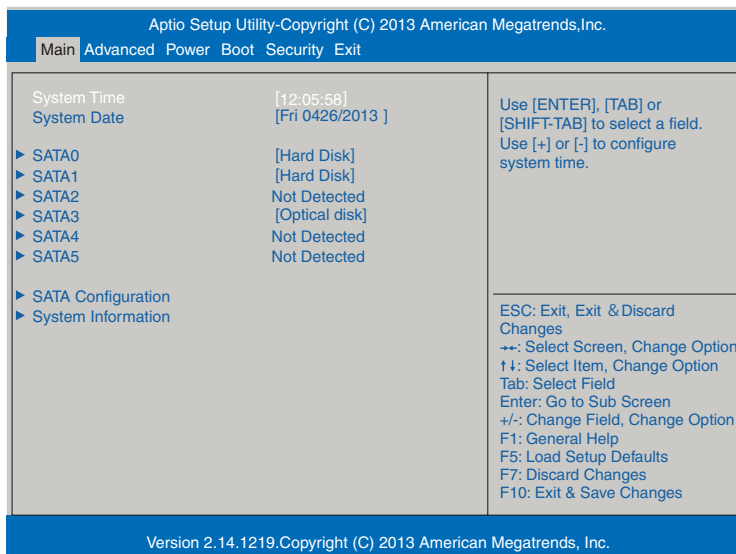 Aptio Setup Utility-Copyright (C) 2013 American Megatrends,Inc.
Main Advanced Power Boot Security Exit
System Time [12:05:58]
System Date [Fri 0426/2013 ]
SATA0 [Hard Disk]
SATA1 [Hard Disk]
SATA2 Not Detected
SATA3 [Optical disk]
SATA4 Not Detected
SATA5 Not Detected
SATA Configuration
System Information
Use [ENTER], [TAB] or
[SHIFT-TAB] to select a field.
Use [+] or [-] to configure
system time.
ESC: Exit, Exit & Discard
Changes
→←: Select Screen, Change Option
↑↓: Select Item, Change Option
Tab: Select Field
Enter: Go to Sub Screen
+/-: Change Field, Change Option
F1: General Help
F5: Load Setup Defaults
F7: Discard Changes
F10: Exit & Save Changes
Version 2.14.1219.Copyright (C) 2013 American Megatrends, Inc.